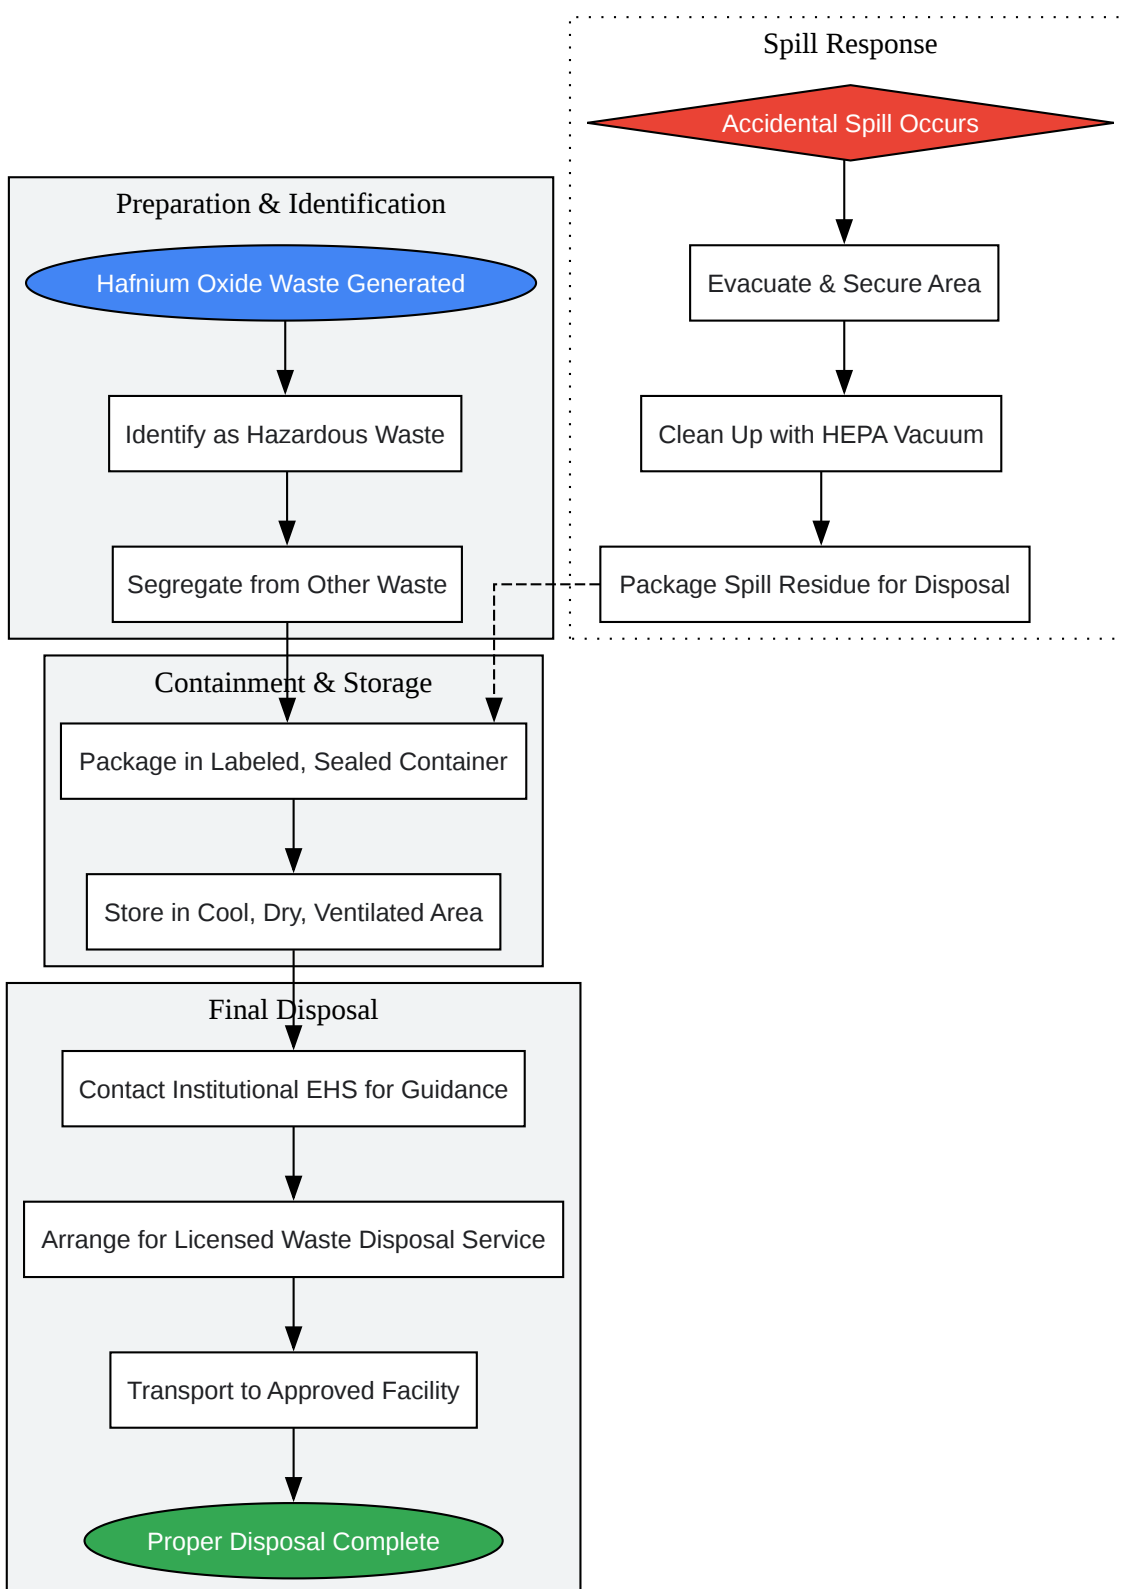 Spill Response
Accidental Spill Occurs
Evacuate & Secure Area
Clean Up with HEPA Vacuum
Package Spill Residue for Disposal
Preparation & Identification
Hafnium Oxide Waste Generated
Identify as Hazardous Waste
Segregate from Other Waste
Containment & Storage
Package in Labeled, Sealed Container
Store in Cool, Dry, Ventilated Area
Final Disposal
Contact Institutional EHS for Guidance
Arrange for Licensed Waste Disposal Service
Transport to Approved Facility
Proper Disposal Complete